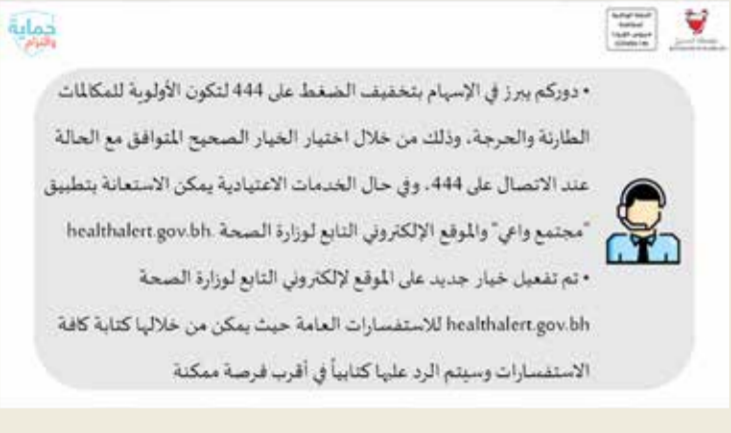 حماية
والتزام
• دوركم يبرز في الإسهام بتخفيف الضغط على 444 لتكون الأولوية للمكالمات
الطارئة والحرجة، وذلك من خلال اختيار الخيار الصحيح المتوافق مع الحالة
عند الاتصال على 444، وفي حال الخدمات الاعتيادية يمكن الاستعانة بتطبيق
"مجتمع واعي" والموقع الإلكتروني التابع لوزارة الصحة .healthalert.gov.bh
• تم تفعيل خيار جديد على الموقع لإلكتروني التابع لوزارة الصحة
healthalert.gov.bh للاستفسارات العامة حيث يمكن من خلالها كتابة كافة
الاستفسارات وسيتم الرد عليها كتابياً في أقرب فرصة ممكنة